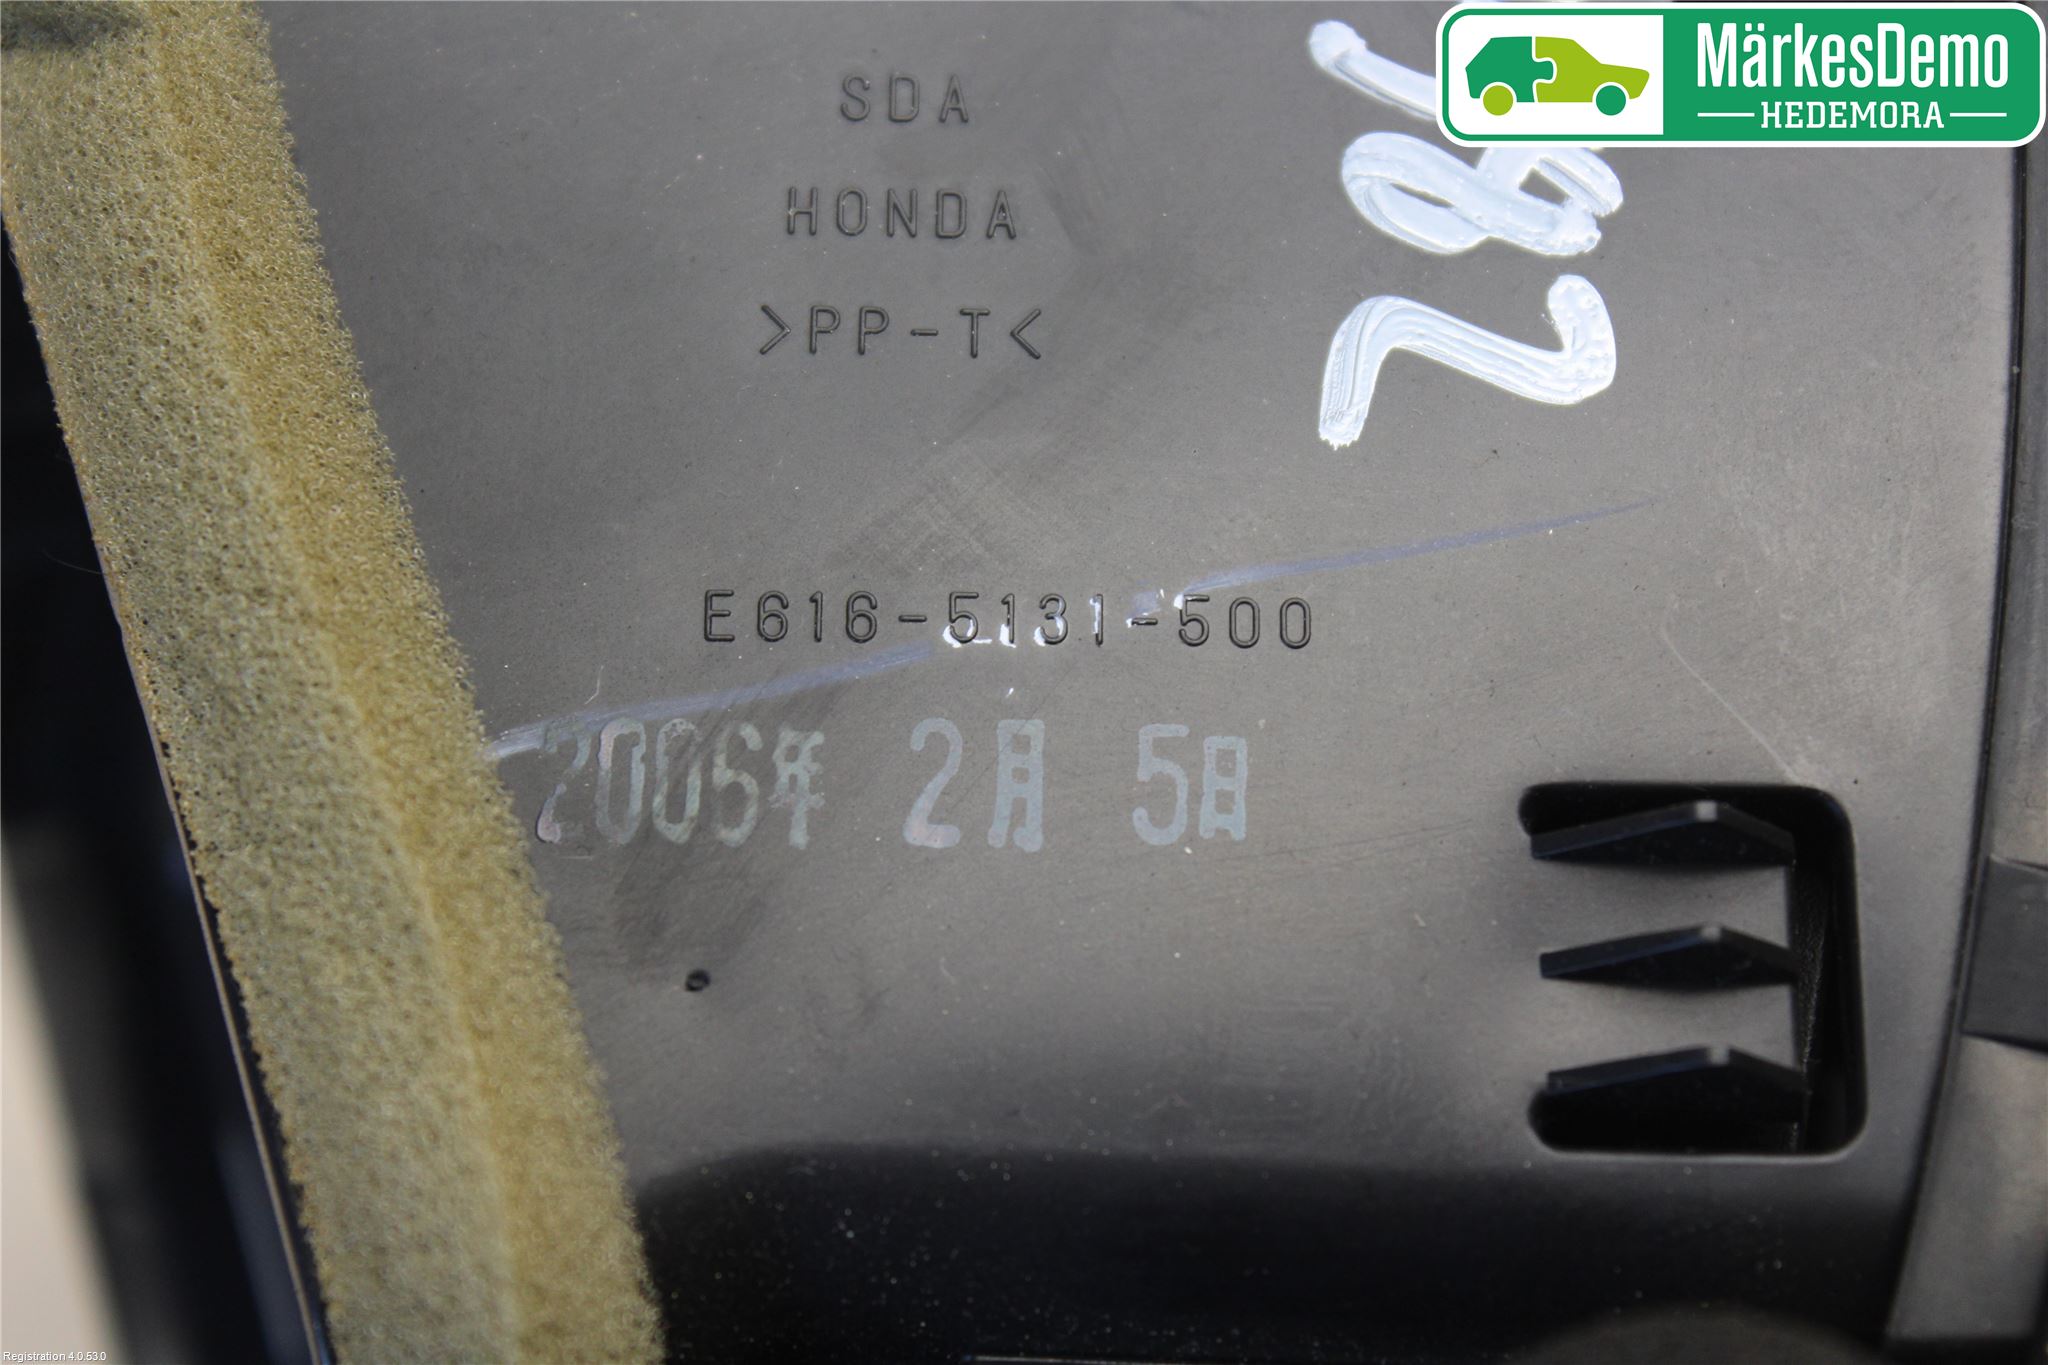 MärkesDemo
HEDEMORA
SDA
HONDA
>PP-T<
E616-5131-500
2006年 2月 5日
Registration 4.0.53.0